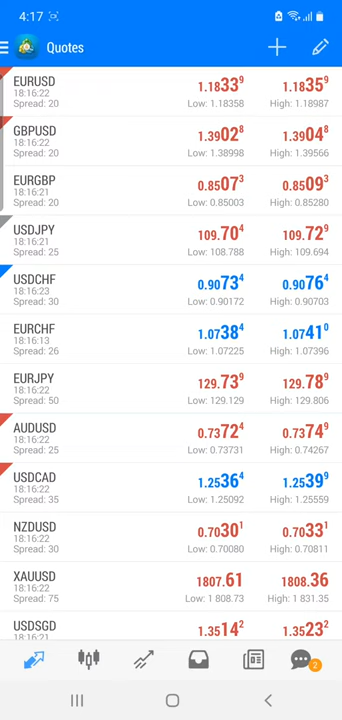 4:17
Quotes
EURUSD
18:16:22
Spread: 20
1.18339 1.18359
Low: 1.18358 High: 1.18987
GBPUSD
18:16:22
Spread: 20
1.39028 1.39048
Low: 1.38998 High: 1.39566
EURGBP
18:16:21
Spread: 20
0.85073 0.85093
Low: 0.85003 High: 0.85280
USDJPY
18:16:21
Spread: 25
109.704 109.729
Low: 108.788 High: 109.694
USDCHF
18:16:23
Spread: 30
0.90734 0.90764
Low: 0.90172 High: 0.90703
EURCHF
18:16:13
Spread: 26
1.07384 1.07410
Low: 1.07225 High: 1.07396
EURJPY
18:16:22
Spread: 50
129.739 129.789
Low: 129.129 High: 129.806
AUDUSD
18:16:22
Spread: 25
0.73724 0.73749
Low: 0.73731 High: 0.74267
USDCAD
18:16:22
Spread: 35
1.25364 1.25399
Low: 1.25092 High: 1.25559
NZDUSD
18:16:22
Spread: 30
0.70301 0.70331
Low: 0.70080 High: 0.70811
XAUUSD
18:16:22
Spread: 75
1807.61 1808.36
Low: 1 808.73 High: 1 831.35
USDSGD
18:16:21
1.35142 1.35232
2